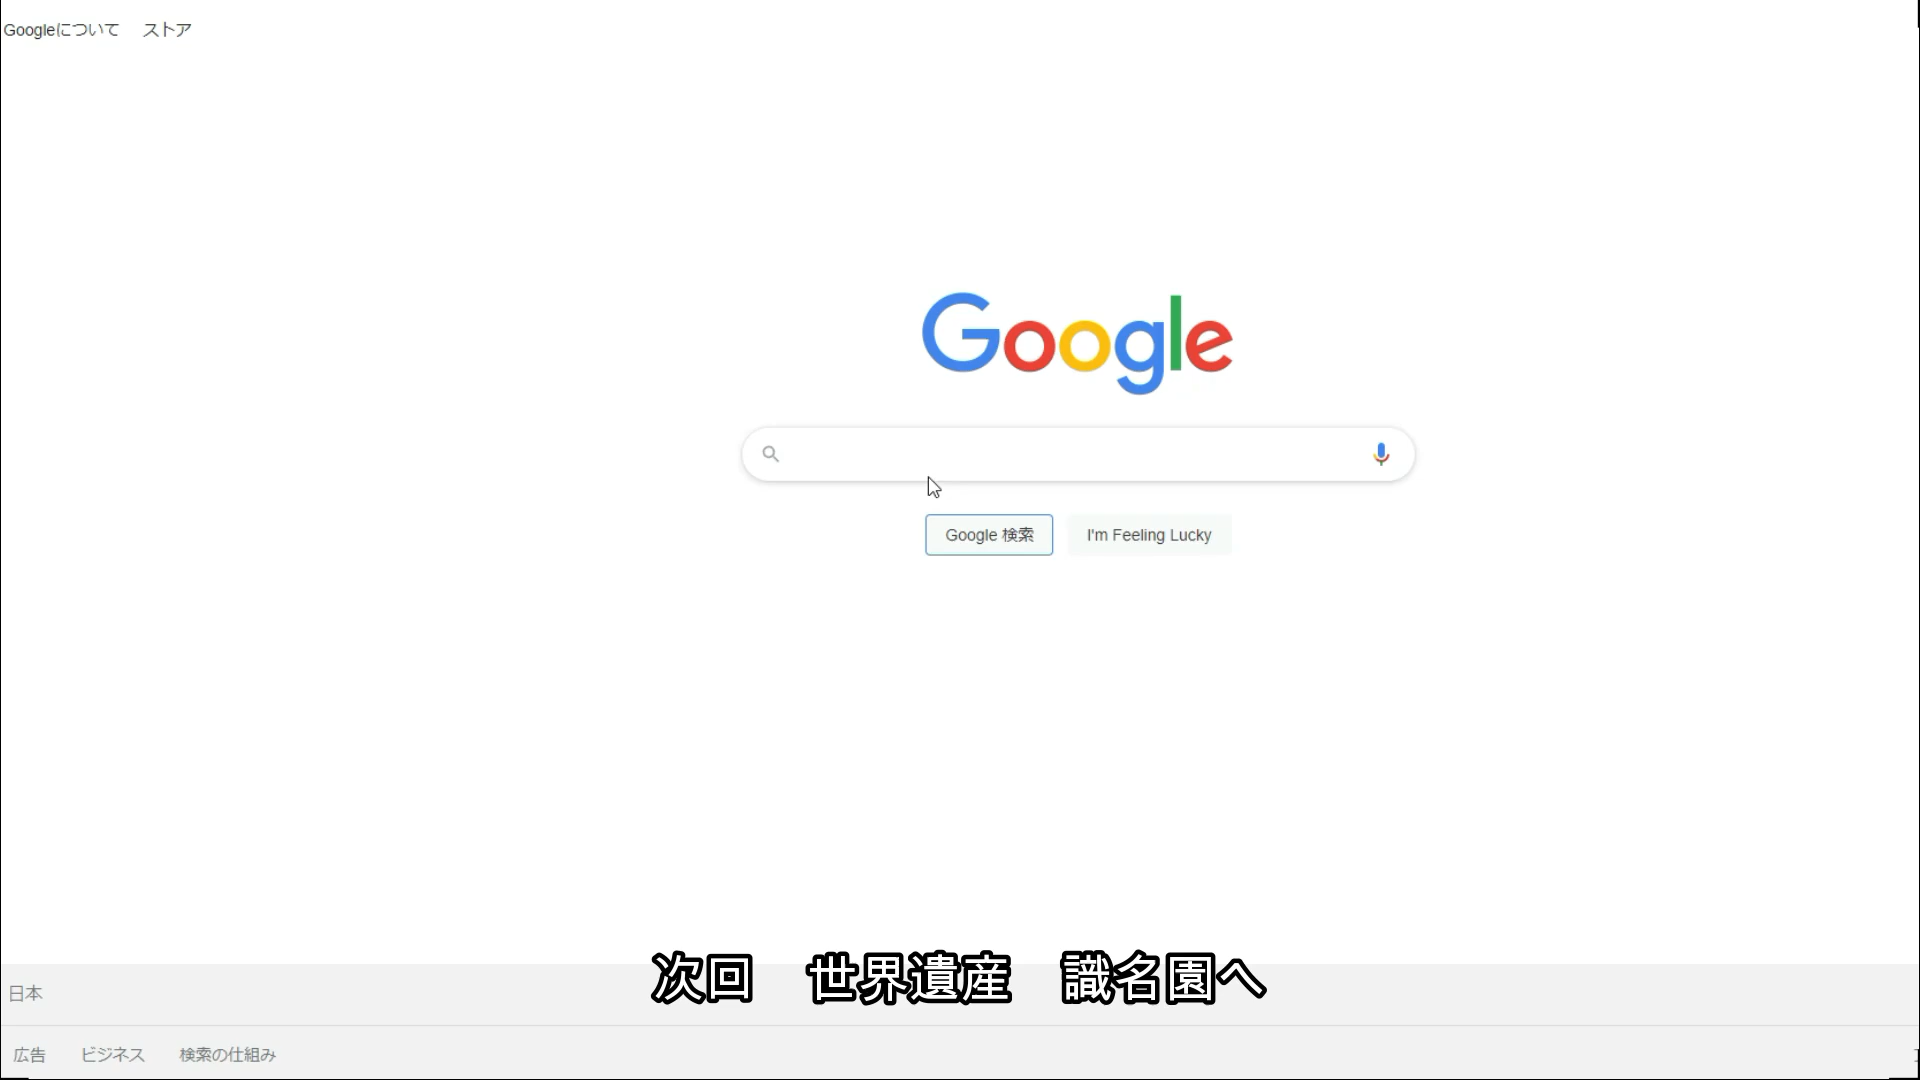 Googleについて ストア
Google
Google 検索 I'm Feeling Lucky
次回 世界遺産 識名園へ
日本
広告 ビジネス 検索の仕組み